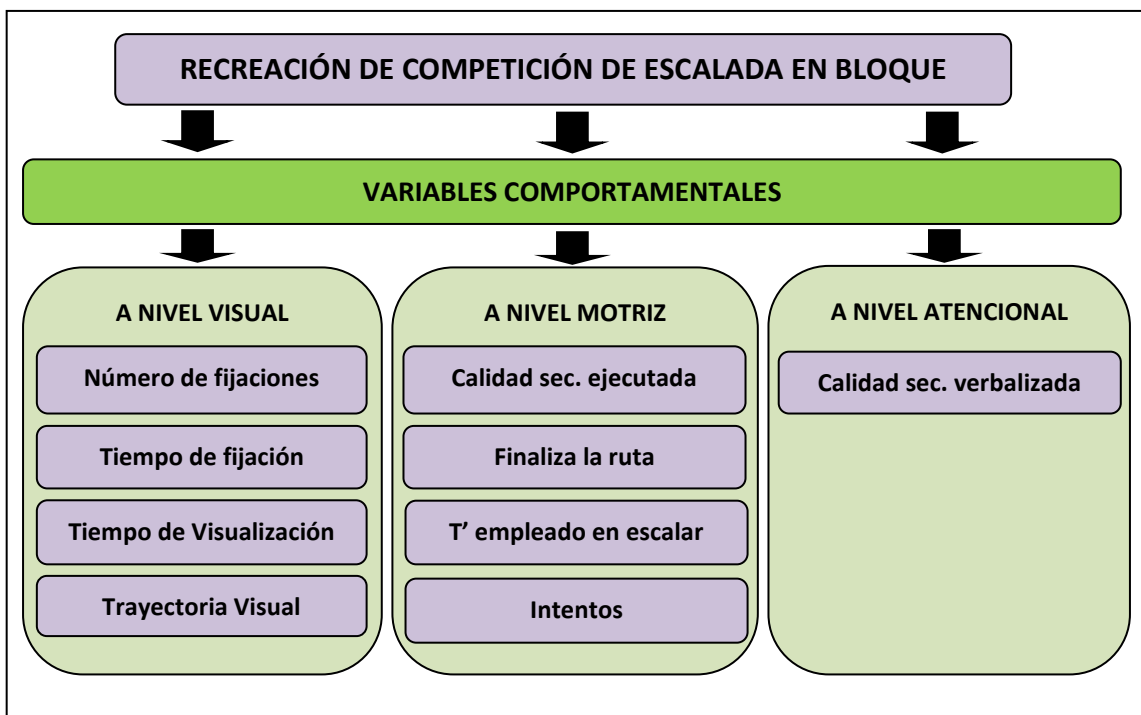 RECREACIÓN DE COMPETICIÓN DE ESCALADA EN BLOQUE
VARIABLES COMPORTAMENTALES
A NIVEL VISUAL
Número de fijaciones
Tiempo de fijación
Tiempo de Visualización
Trayectoria Visual
A NIVEL MOTRIZ
Calidad sec. ejecutada
Finaliza la ruta
T’ empleado en escalar
Intentos
A NIVEL ATENCIONAL
Calidad sec. verbalizada